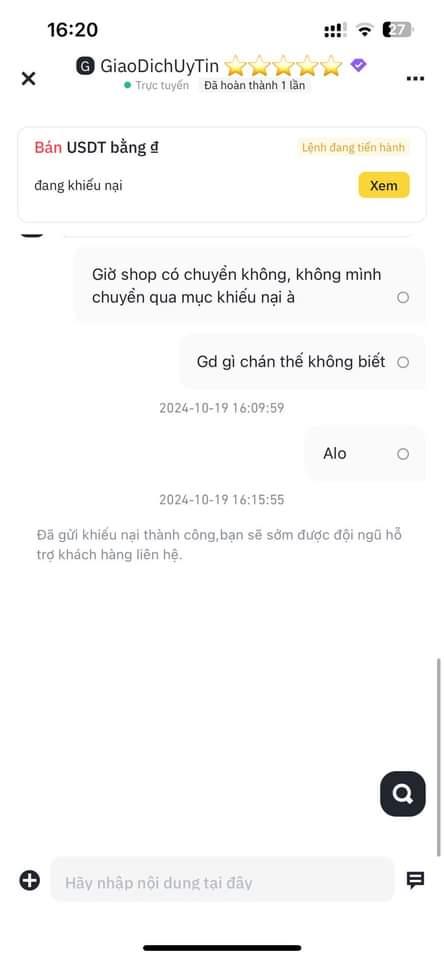 16:20
27
G GiaoDichUyTin ⭐⭐⭐⭐⭐
Trực tuyến Đã hoàn thành 1 lần
Bán USDT bằng ₫
Lệnh đang tiến hành
đang khiếu nại
Xem
Giờ shop có chuyển không, không mình
chuyển qua mục khiếu nại à
Gd gì chán thế không biết
2024-10-19 16:09:59
Alo
2024-10-19 16:15:55
Đã gửi khiếu nại thành công,bạn sẽ sớm được đội ngũ hỗ
trợ khách hàng liên hệ.
Hãy nhập nội dung tại đây